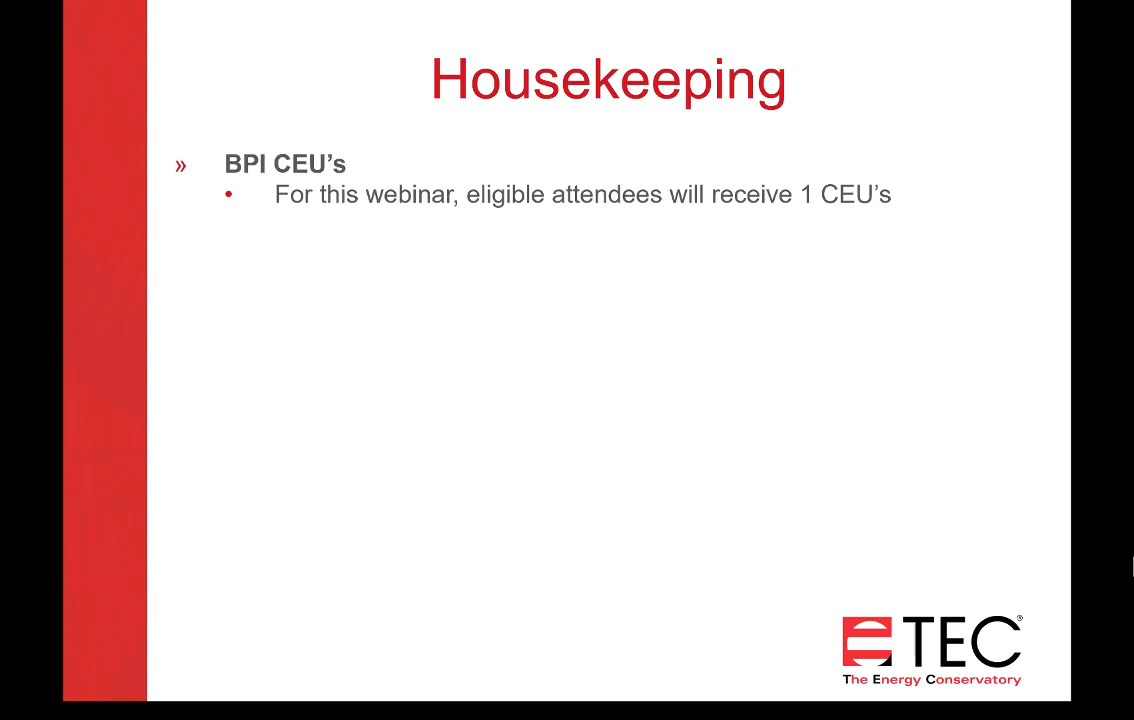 Housekeeping
» BPI CEU’s
• For this webinar, eligible attendees will receive 1 CEU’s
TEC®
The Energy Conservatory